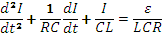 d²I/dt² + 1/RC dI/dt + I/CL = ε/LCR